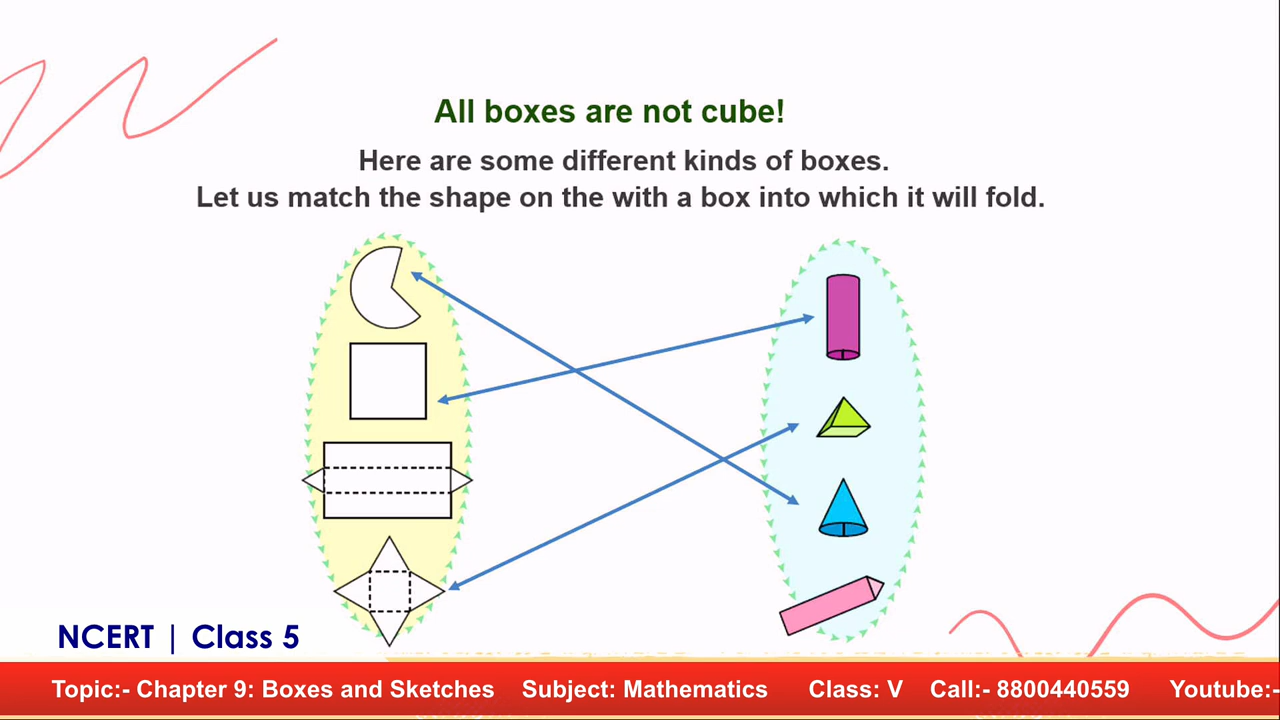 All boxes are not cube!
Here are some different kinds of boxes.
Let us match the shape on the with a box into which it will fold.
NCERT | Class 5
Topic:- Chapter 9: Boxes and Sketches Subject: Mathematics Class: V Call:- 8800440559 Youtube:-